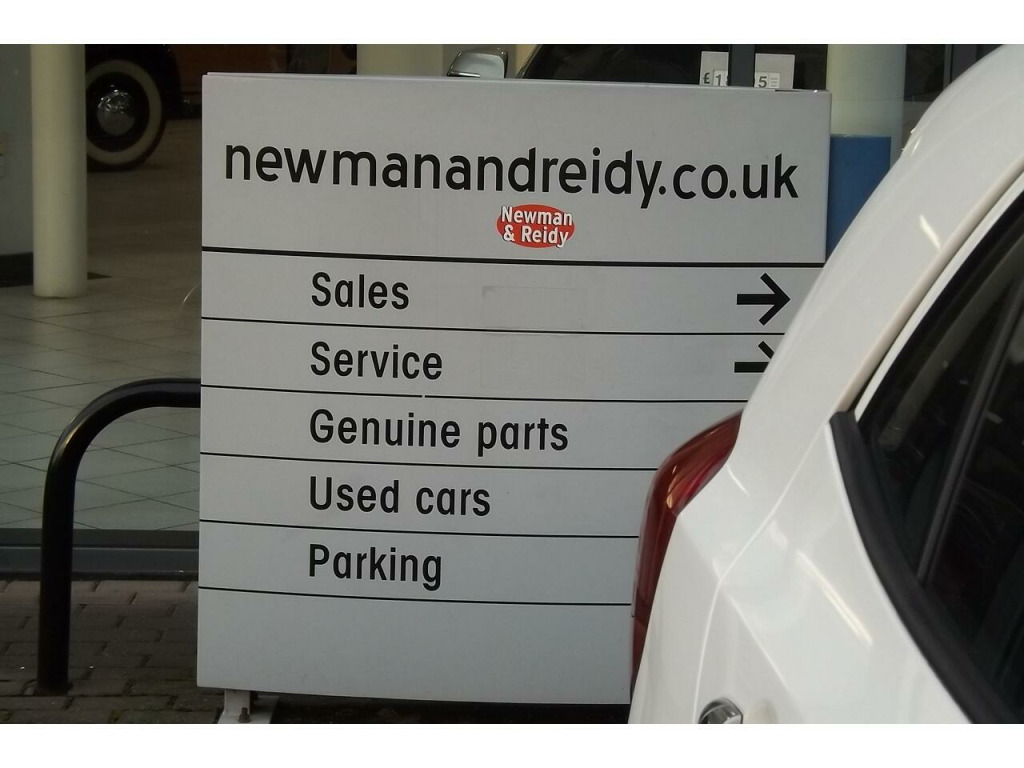 newmanandreidy.co.uk
Newman
& Reidy
Sales
Service
Genuine parts
Used cars
Parking